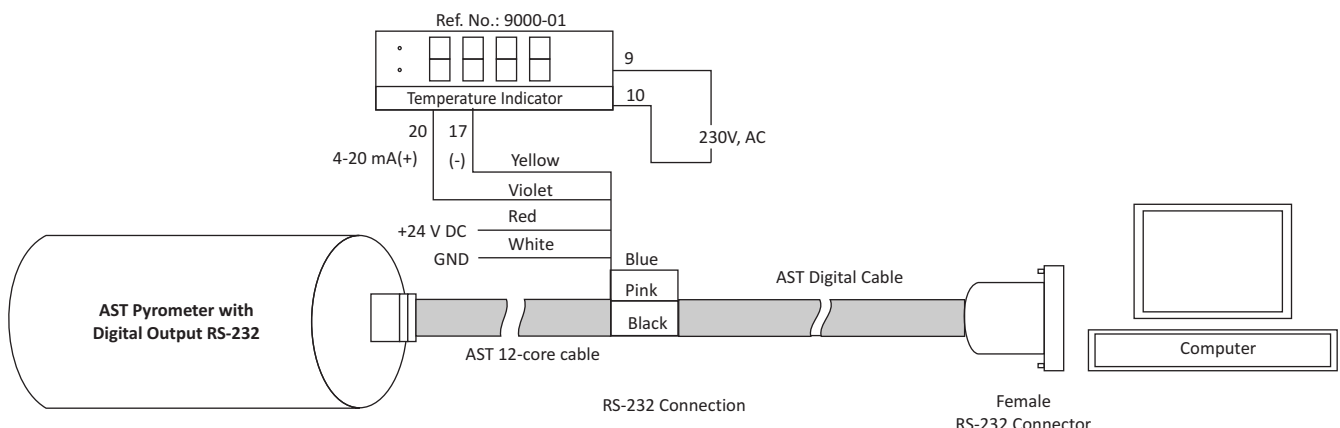 Ref. No.: 9000-01
9
Temperature Indicator
10
230V, AC
20 17
4-20 mA(+) (-)
Yellow
Violet
Red
+24 V DC
White
GND
Blue
Pink
Black
AST Digital Cable
AST Pyrometer with
Digital Output RS-232
AST 12-core cable
Computer
RS-232 Connection
Female
RS-232 Connector